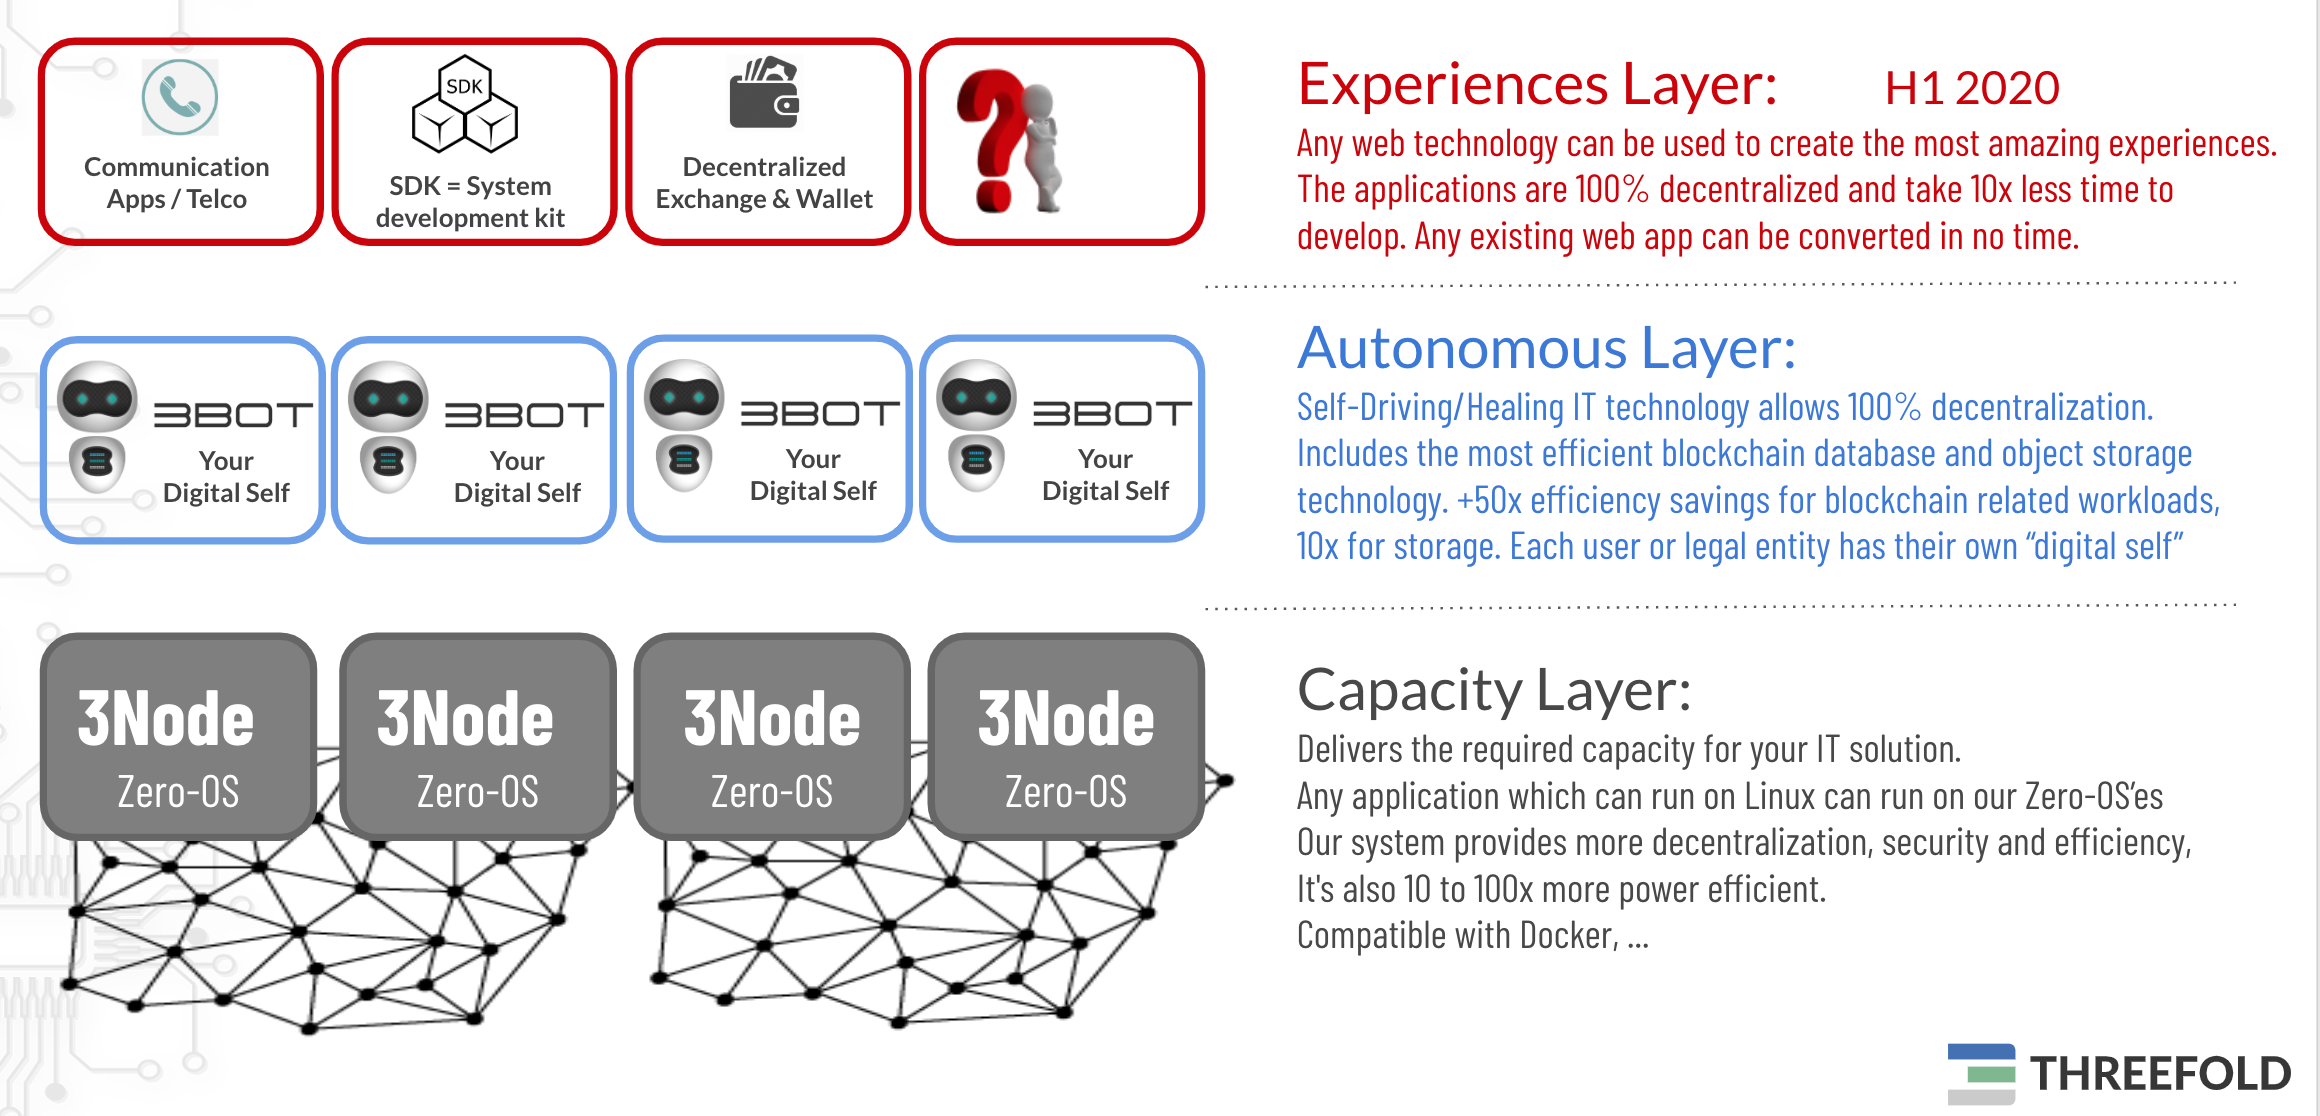 SDK
Communication
Apps / Telco
SDK = System
development kit
Decentralized
Exchange & Wallet
?
Experiences Layer: H1 2020
Any web technology can be used to create the most amazing experiences.
The applications are 100% decentralized and take 10x less time to
develop. Any existing web app can be converted in no time.
3BOT
Your
Digital Self
3BOT
Your
Digital Self
3BOT
Your
Digital Self
3BOT
Your
Digital Self
Autonomous Layer:
Self-Driving/Healing IT technology allows 100% decentralization.
Includes the most efficient blockchain database and object storage
technology. +50x efficiency savings for blockchain related workloads,
10x for storage. Each user or legal entity has their own “digital self”
3Node
Zero-OS
3Node
Zero-OS
3Node
Zero-OS
3Node
Zero-OS
Capacity Layer:
Delivers the required capacity for your IT solution.
Any application which can run on Linux can run on our Zero-OS’es
Our system provides more decentralization, security and efficiency,
It's also 10 to 100x more power efficient.
Compatible with Docker, ...
THREEFOLD